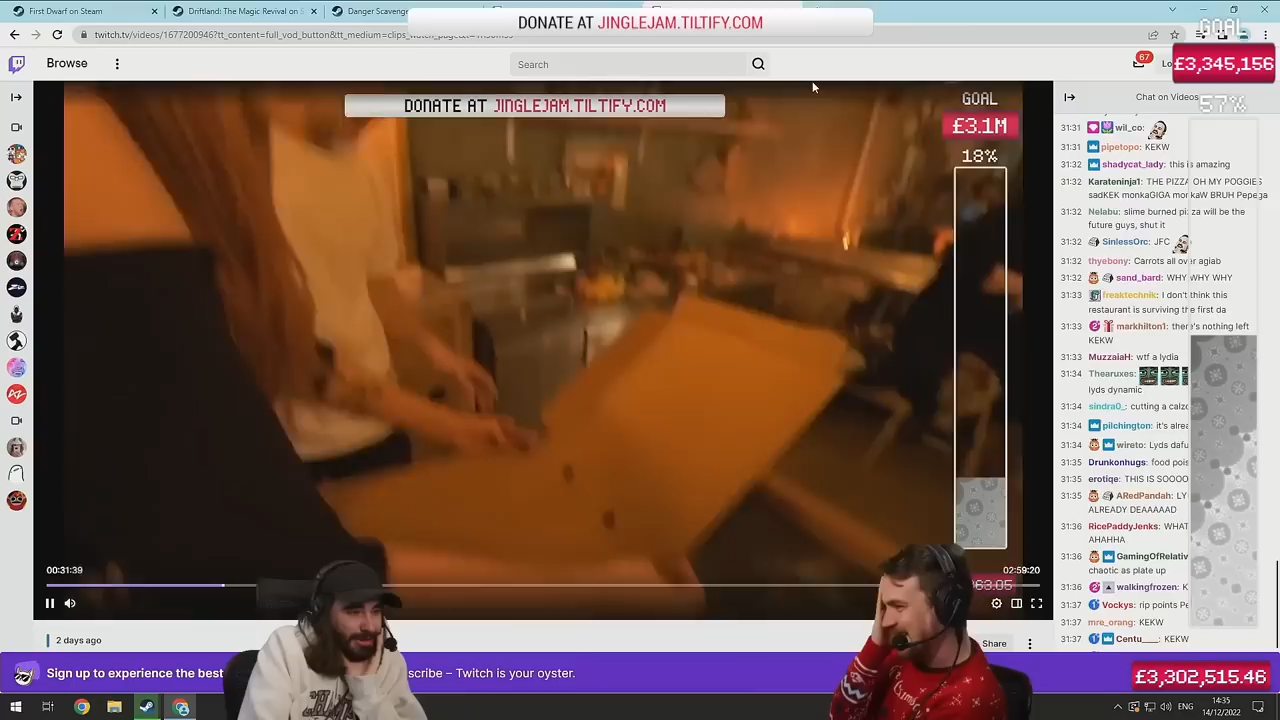 First Dwarf on Steam
Driftland: The Magic Revival on S
Danger Scavenger
DONATE AT JINGLEJAM.TILTIFY.COM
GOAL
£3,345,156
57%
Browse
Search
67
DONATE AT JINGLEJAM.TILTIFY.COM
GOAL
£3.1M
18%
Chat on Videos
31:31 wil_co:
31:31 pipetopo: KEKW
31:32 shadycat_lady: this is amazing
31:32 Karateninja1: THE PIZZA OH MY POGGIES
sadKEK monkaGIGA monkaW BRUH Pepega
31:32 Nelabu: slime burned pizza will be the
future guys, shut it
31:32 SinlessOrc: JFC
31:32 thyebony: Carrots all over agiab
31:32 sand_bard: WHY WHY WHY
31:33 freaktechnik: I don't think this
restaurant is surviving the first da
31:33 markhilton1: there's nothing left
KEKW
31:33 MuzzaiaH: wtf a lydia
31:34 Thearuxes:
lyds dynamic
31:34 sindra0_: cutting a calzo
31:34 pilchington: it's alrea
31:34 wireto: Lyds dafu
31:35 Drunkonhugs: food pois
31:35 erotiqe: THIS IS SOOOO
31:35 ARedPandah: LY
ALREADY DEAAAAAD
31:36 RicePaddyJenks: WHAT
AHAHHA
31:36 GamingOfRelativ
chaotic as plate up
31:36 walkingfrozen: K
31:37 Vockys: rip points Pe
31:37 mre_orang: KEKW
31:37 Centu____: KEKW
00:31:39
02:59:20
63.05
2 days ago
Share
Sign up to experience the best
scribe – Twitch is your oyster.
£3,302,515.46
ENG
14:35
14/12/2022